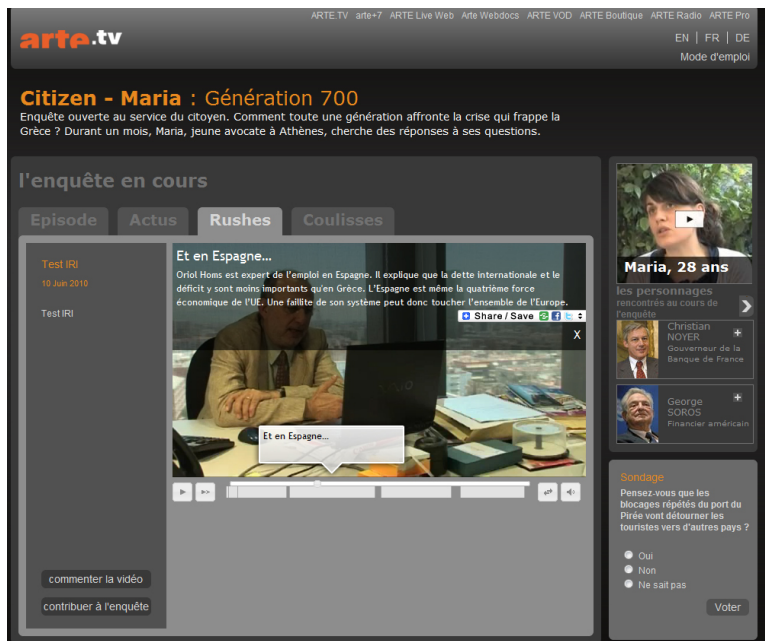 ARTE.TV arte+7 ARTE Live Web Arte Webdocs ARTE VOD ARTE Boutique ARTE Radio ARTE Pro
arte.tv
EN | FR | DE
Mode d'emploi
Citizen - Maria : Génération 700
Enquête ouverte au service du citoyen. Comment toute une génération affronte la crise qui frappe la
Grèce ? Durant un mois, Maria, jeune avocate à Athènes, cherche des réponses à ses questions.
l'enquête en cours
Episode Actus Rushes Coulisses
Test IRI
10 Juin 2010
Test IRI
Et en Espagne...
Oriol Homs est expert de l'emploi en Espagne. Il explique que la dette internationale et le
déficit y sont moins importants qu'en Grèce. L'Espagne est même la quatrième force
économique de l'UE. Une faillite de son système peut donc toucher l'ensemble de l'Europe.
Share / Save
X
Et en Espagne...
commenter la vidéo
contribuer à l'enquête
Maria, 28 ans
les personnages
rencontrés au cours de
l'enquête
Christian
NOYER
Gouverneur de la
Banque de France
George
SOROS
Financier américain
Sondage
Pensez-vous que les
blocages répétés du port du
Pirée vont détourner les
touristes vers d'autres pays ?
Oui
Non
Ne sait pas
Voter